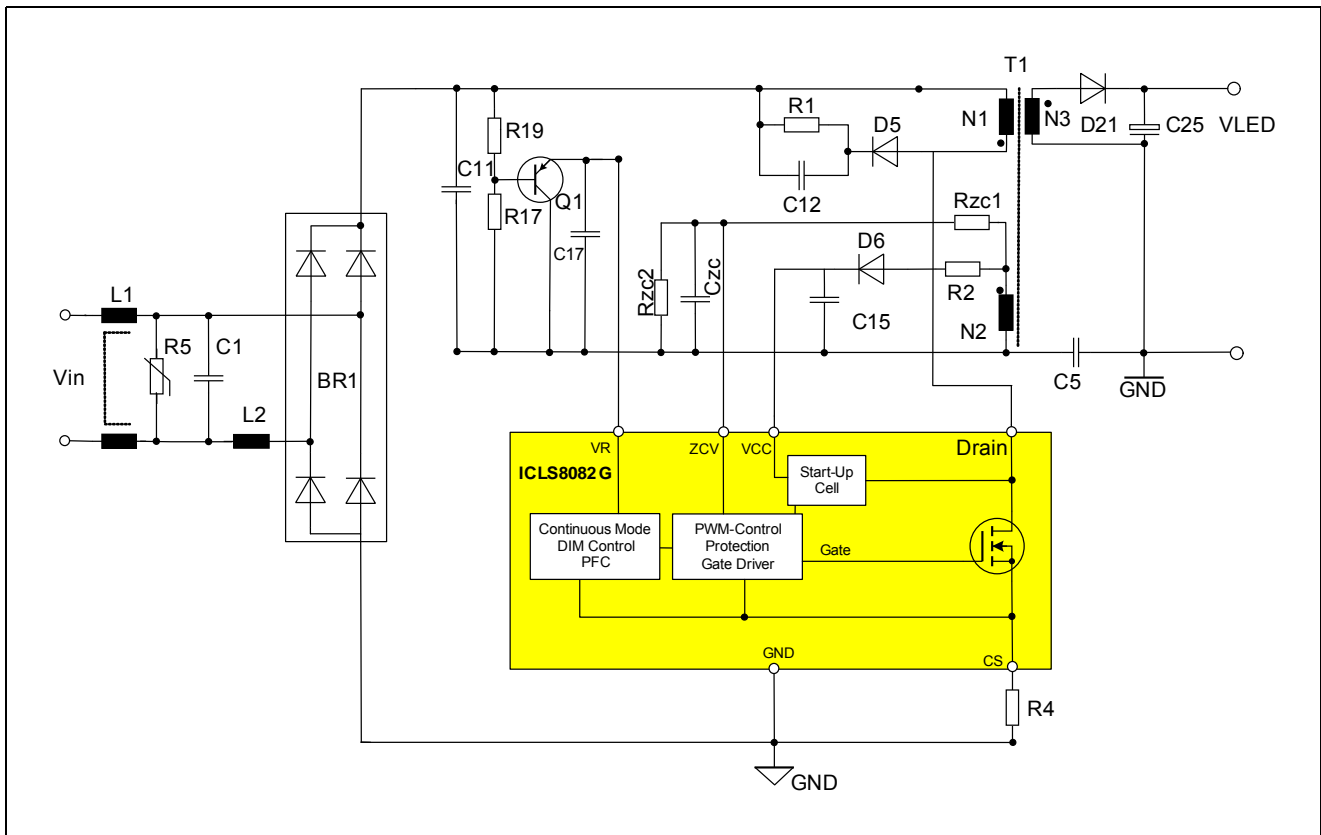 T1
R1
D5
N1
N3
D21
C25
VLED
R19
C11
Q1
R17
C17
C12
Rzc1
D6
Rzc2
Czc
R2
C15
N2
L1
R5
C1
Vin
BR1
L2
C5
GND
VR
ZCV
VCC
Drain
ICLS8082G
Start-Up
Cell
Continuous Mode
DIM Control
PFC
PWM-Control
Protection
Gate Driver
Gate
GND
CS
R4
GND